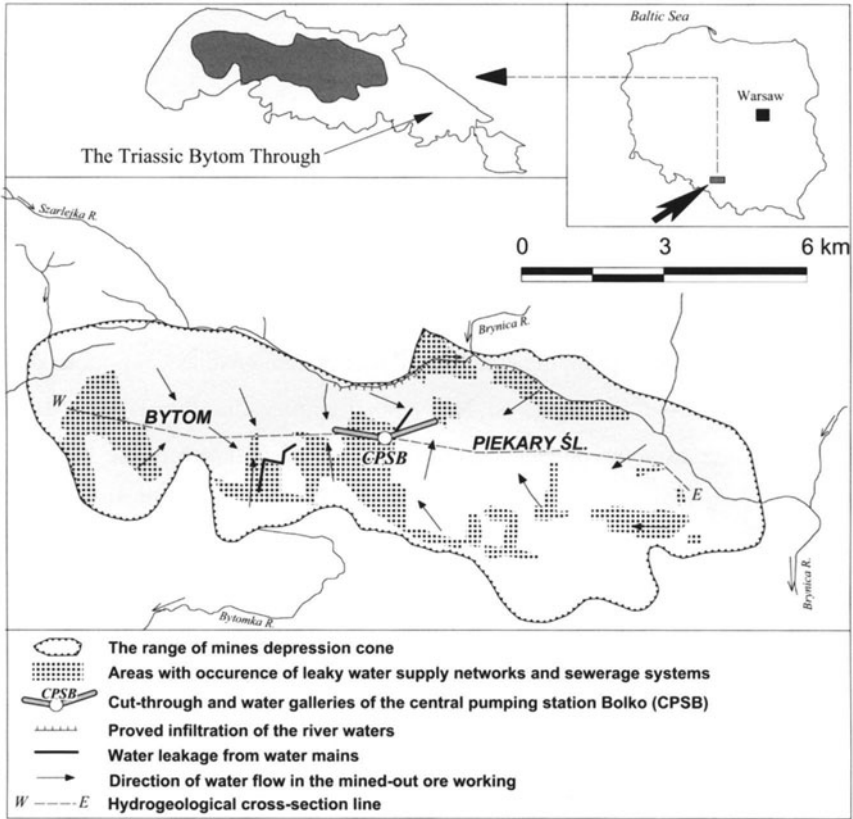 Baltic Sea
Warsaw
The Triassic Bytom Through
Szarlejka R.
0 3 6 km
Brynica R.
W
BYTOM
PIEKARY ŚL.
CPSB
E
Brynica R.
Bytomka R.
The range of mines depression cone
Areas with occurence of leaky water supply networks and sewerage systems
CPSB
Cut-through and water galleries of the central pumping station Bolko (CPSB)
Proved infiltration of the river waters
Water leakage from water mains
Direction of water flow in the mined-out ore working
W E Hydrogeological cross-section line